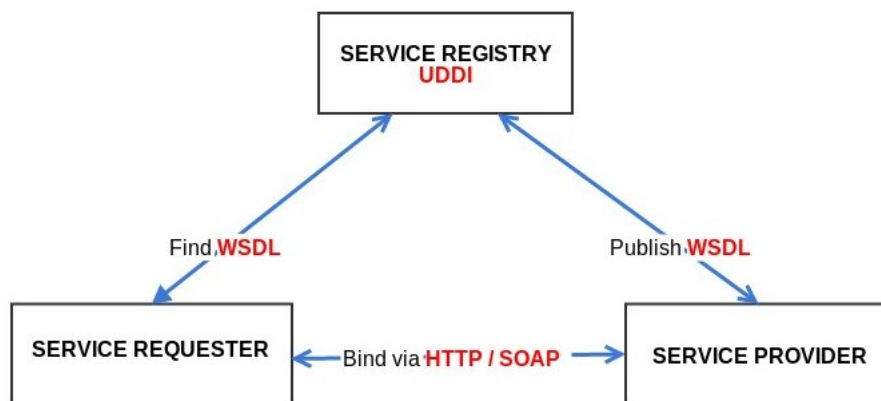 SERVICE REGISTRY
UDDI
Find WSDL
Publish WSDL
SERVICE REQUESTER
Bind via HTTP / SOAP
SERVICE PROVIDER